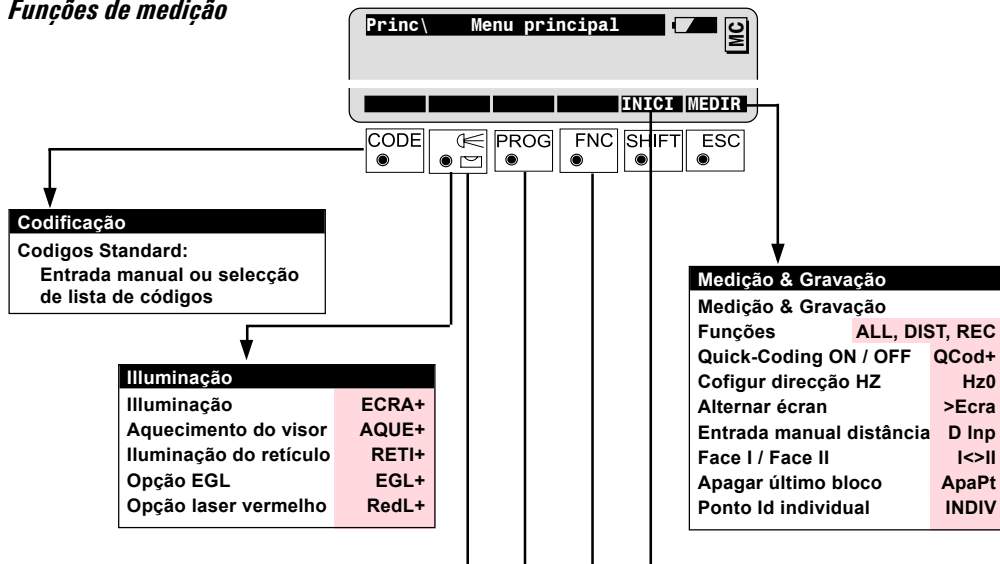 Funções de medição
Princ\ Menu principal
MC
INICI MEDIR
CODE PROG FNC SHIFT ESC
Codificação
Codigos Standard:
Entrada manual ou selecção
de lista de códigos
Medição & Gravação
Medição & Gravação
Funções ALL, DIST, REC
Quick-Coding ON / OFF QCod+
Cofigur direcção HZ Hz0
Alternar écran >Ecra
Entrada manual distância D Inp
Face I / Face II I<>II
Apagar último bloco ApaPt
Ponto Id individual INDIV
Illuminação
Illuminação ECRA+
Aquecimento do visor AQUE+
Iluminação do retículo RETI+
Opção EGL EGL+
Opção laser vermelho RedL+